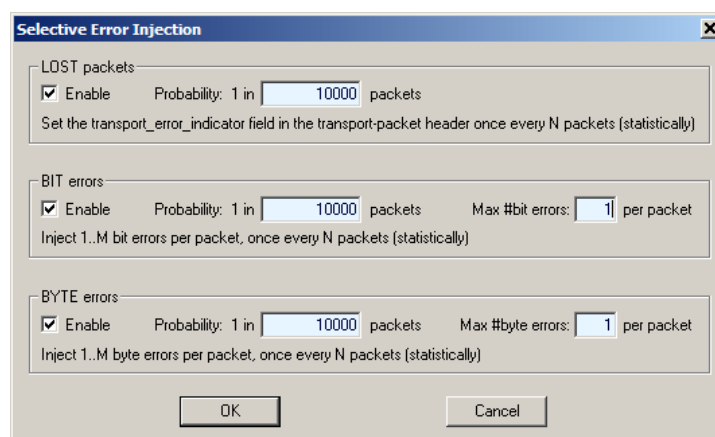 Selective Error Injection
LOST packets
Enable Probability: 1 in 10000 packets
Set the transport_error_indicator field in the transport-packet header once every N packets (statistically)
BIT errors
Enable Probability: 1 in 10000 packets Max #bit errors: 1 per packet
Inject 1..M bit errors per packet, once every N packets (statistically)
BYTE errors
Enable Probability: 1 in 10000 packets Max #byte errors: 1 per packet
Inject 1..M byte errors per packet, once every N packets (statistically)
OK Cancel